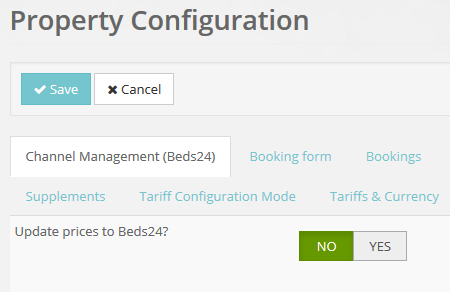 Property Configuration
Save Cancel
Channel Management (Beds24) Booking form Bookings
Supplements Tariff Configuration Mode Tariffs & Currency
Update prices to Beds24? NO YES